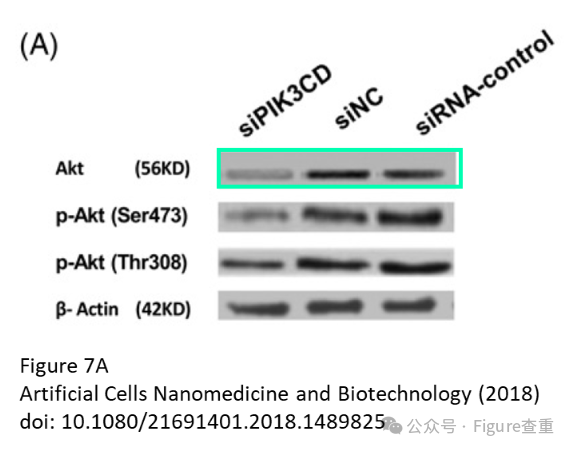 (A)
siPIK3CD
siNC
siRNA-control
Akt (56KD)
p-Akt (Ser473)
p-Akt (Thr308)
β- Actin (42KD)
Figure 7A
Artificial Cells Nanomedicine and Biotechnology (2018)
doi: 10.1080/21691401.2018.1489825
公众号 · Figure查重